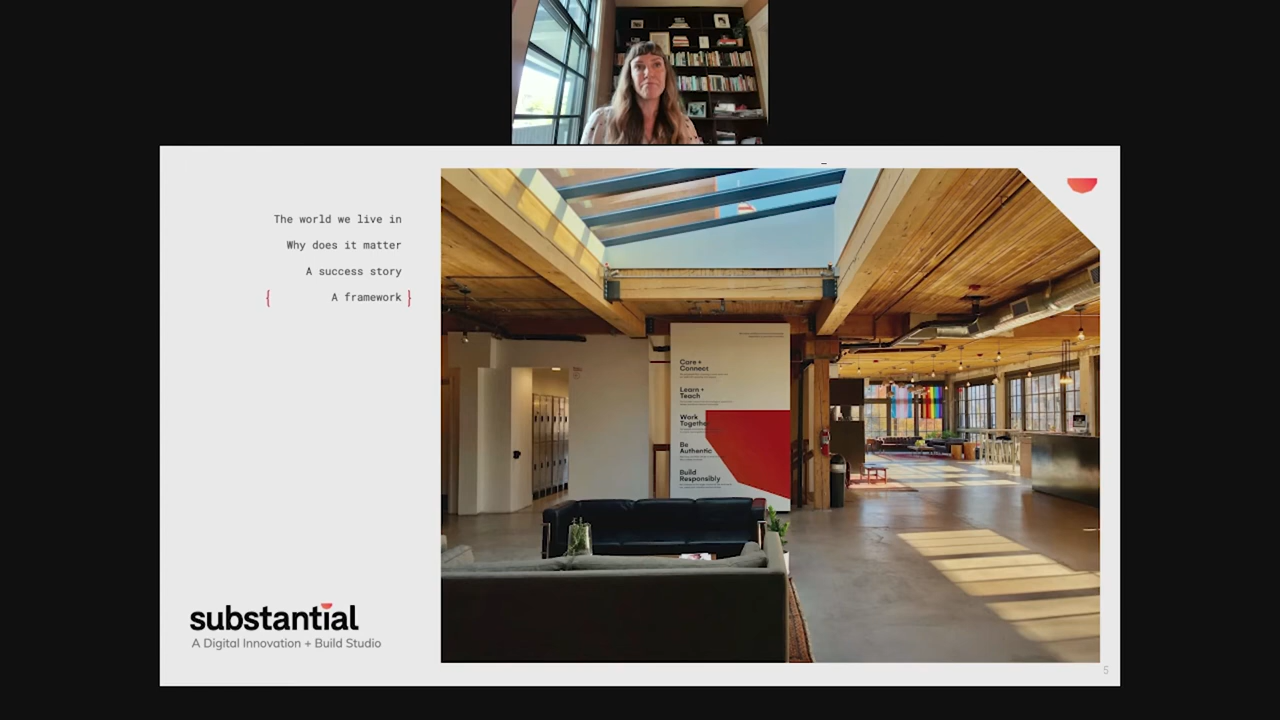 The world we live in
Why does it matter
A success story
{ A framework }
Care +
Connect
Learn +
Teach
Work
Together
Be
Authentic
Build
Responsibly
substantial
A Digital Innovation + Build Studio
5